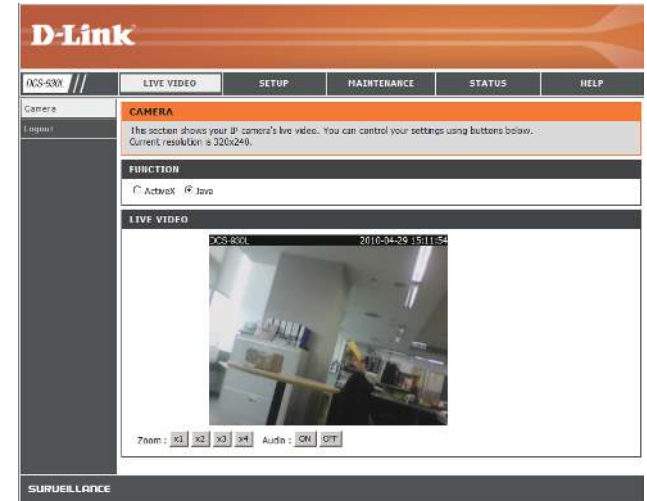 D-Link
DCS-930L // LIVE VIDEO SETUP MAINTENANCE STATUS HELP
Camera
Logout
CAMERA
This section shows your IP camera's live video. You can control your settings using buttons below.
Current resolution is 320x240.
FUNCTION
ActiveX Java
LIVE VIDEO
DCS-930L 2010-04-29 15:11:54
Zoom : x1 x2 x3 x4 Audio : ON OFF
SURVEILLANCE